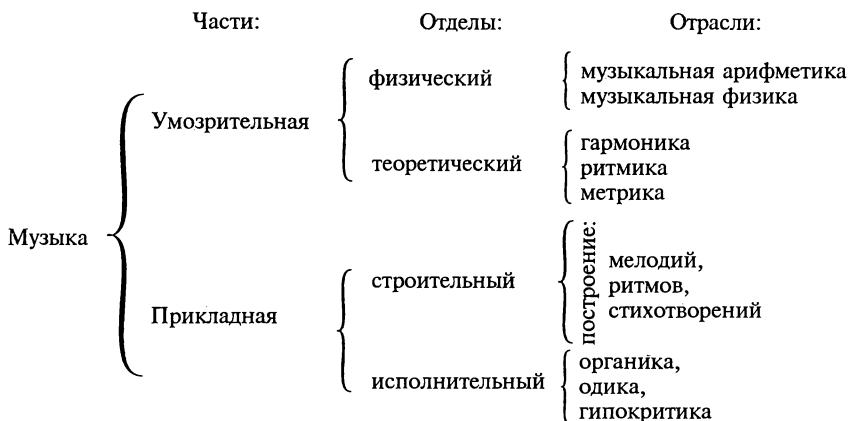 Части: Отделы: Отрасли:
физический
музыкальная арифметика
музыкальная физика
Умозрительная
теоретический
гармоника
ритмика
метрика
Музыка
строительный
построение:
мелодий,
ритмов,
стихотворений
Прикладная
исполнительный
органика,
одика,
гипокритика